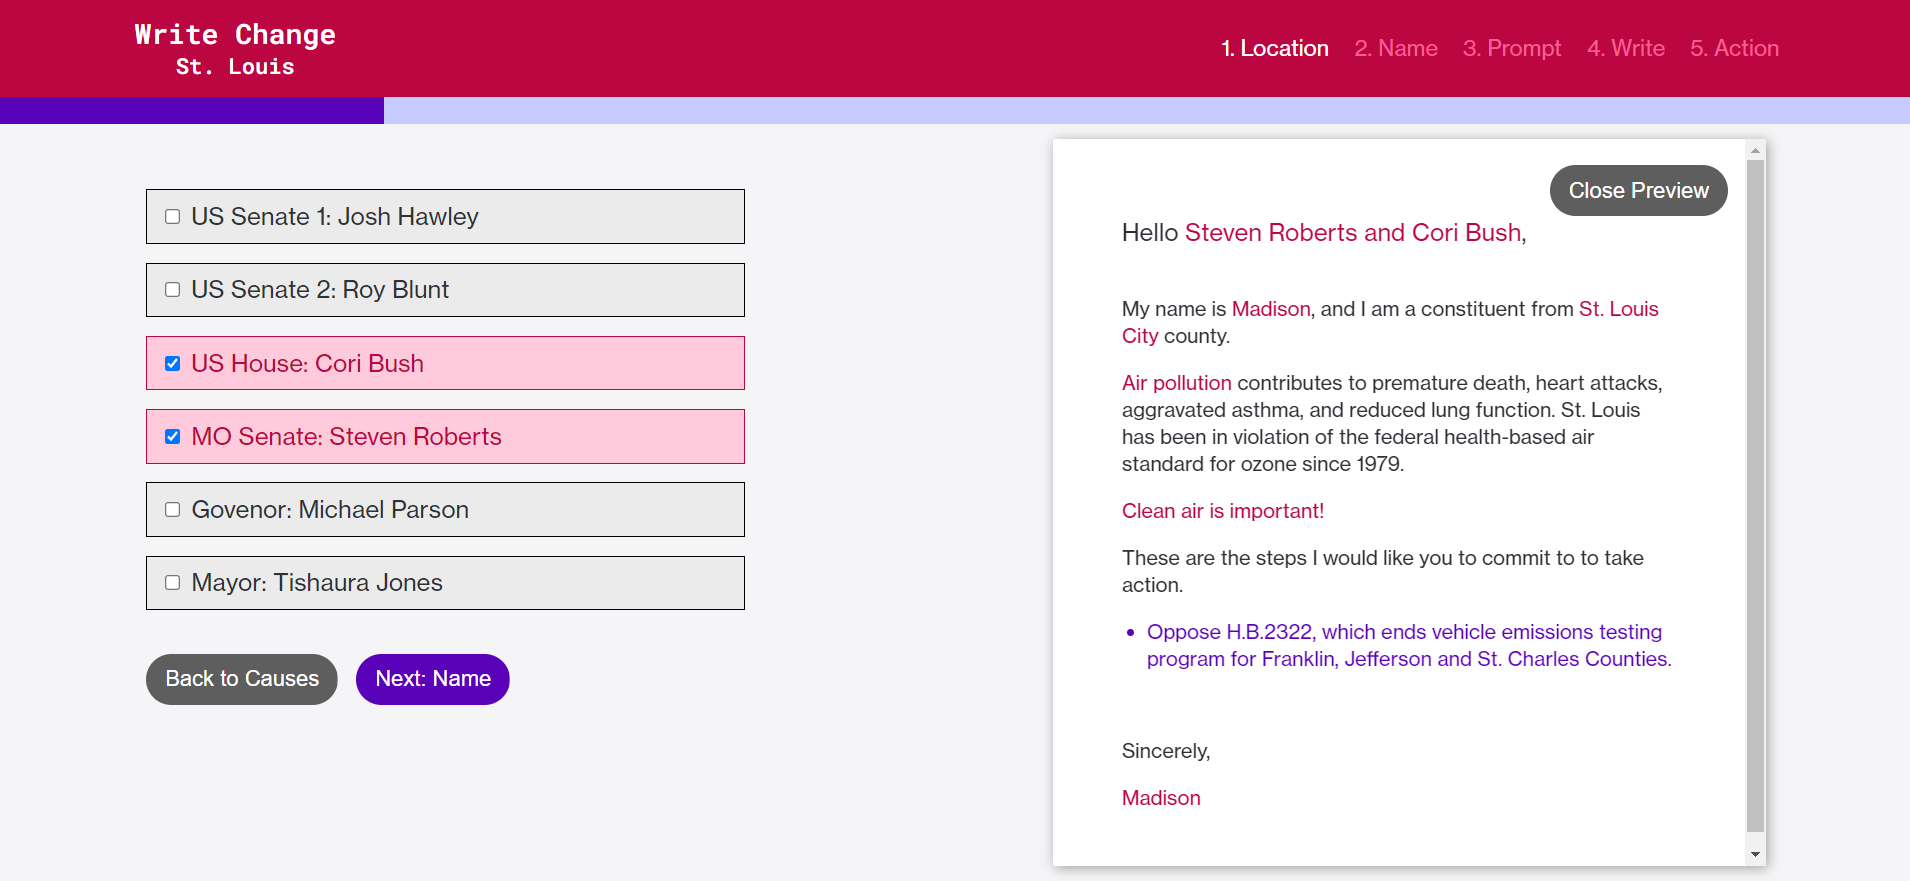 Write Change
St. Louis
1. Location 2. Name 3. Prompt 4. Write 5. Action
US Senate 1: Josh Hawley
US Senate 2: Roy Blunt
US House: Cori Bush
MO Senate: Steven Roberts
Govenor: Michael Parson
Mayor: Tishaura Jones
Back to Causes
Next: Name
Close Preview
Hello Steven Roberts and Cori Bush,
My name is Madison, and I am a constituent from St. Louis
City county.
Air pollution contributes to premature death, heart attacks,
aggravated asthma, and reduced lung function. St. Louis
has been in violation of the federal health-based air
standard for ozone since 1979.
Clean air is important!
These are the steps I would like you to commit to to take
action.
• Oppose H.B.2322, which ends vehicle emissions testing
program for Franklin, Jefferson and St. Charles Counties.
Sincerely,
Madison